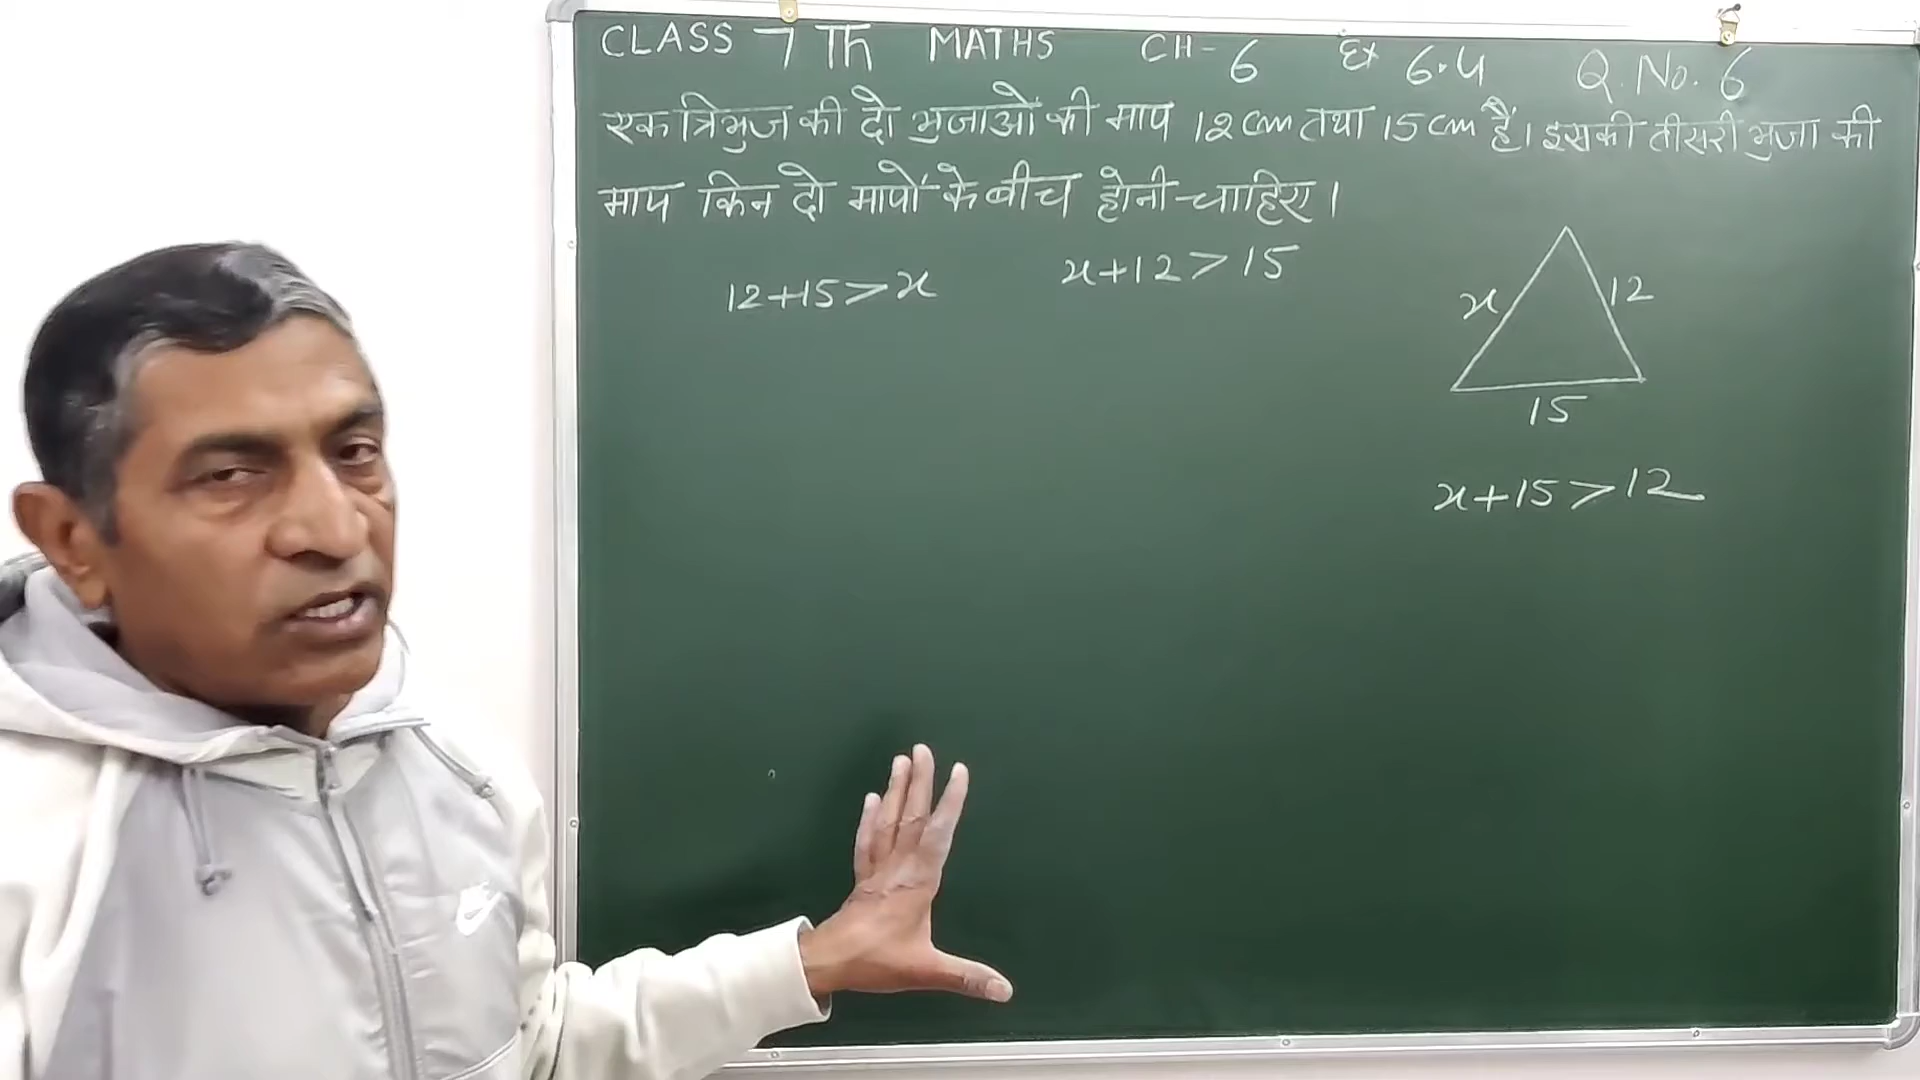 CLASS 7 Th MATHS CH-6 Ex 6.4 Q.No. 6
एक त्रिभुज की दो भुजाओं की माप 12 cm तथा 15 cm हैं। इसकी तीसरी भुजा की
माप किन दो मापों के बीच होनी चाहिए।
12+15>x
x+12>15
x
12
15
x+15>12